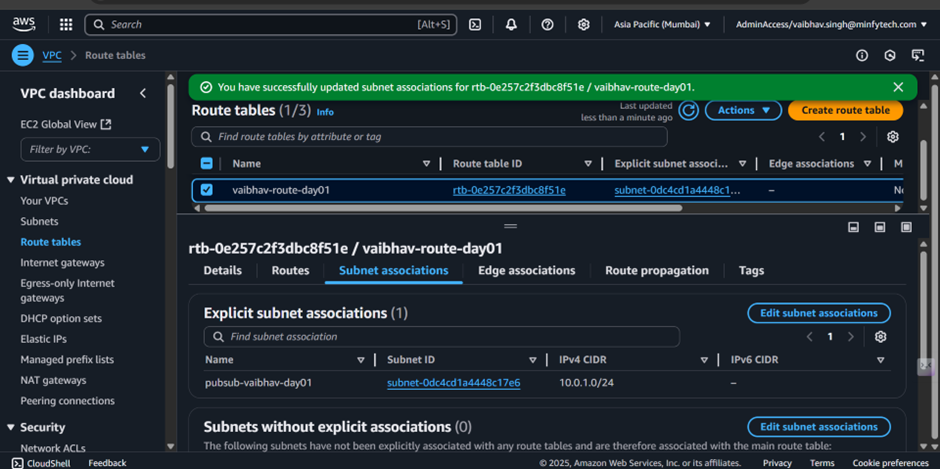 aws
Search [Alt+S]
Asia Pacific (Mumbai)
AdminAccess/vaibhav.singh@minfytech.com
VPC > Route tables
You have successfully updated subnet associations for rtb-0e257c2f3dbc8f51e / vaibhav-route-day01.
VPC dashboard
EC2 Global View
Filter by VPC:
Virtual private cloud
Your VPCs
Subnets
Route tables
Internet gateways
Egress-only Internet
gateways
DHCP option sets
Elastic IPs
Managed prefix lists
NAT gateways
Peering connections
Security
Network ACLs
Route tables (1/3) Info
Last updated
less than a minute ago
Actions
Create route table
Find route tables by attribute or tag
1
Name Route table ID Explicit subnet associ... Edge associations M
vaibhav-route-day01 rtb-0e257c2f3dbc8f51e subnet-0dc4cd1a4448c1... – No
rtb-0e257c2f3dbc8f51e / vaibhav-route-day01
Details Routes Subnet associations Edge associations Route propagation Tags
Explicit subnet associations (1)
Edit subnet associations
Find subnet association
1
Name Subnet ID IPv4 CIDR IPv6 CIDR
pubsub-vaibhav-day01 subnet-0dc4cd1a4448c17e6 10.0.1.0/24 –
Subnets without explicit associations (0)
Edit subnet associations
The following subnets have not been explicitly associated with any route tables and are therefore associated with the main route table:
CloudShell Feedback © 2025, Amazon Web Services, Inc. or its affiliates. Privacy Terms Cookie preferences